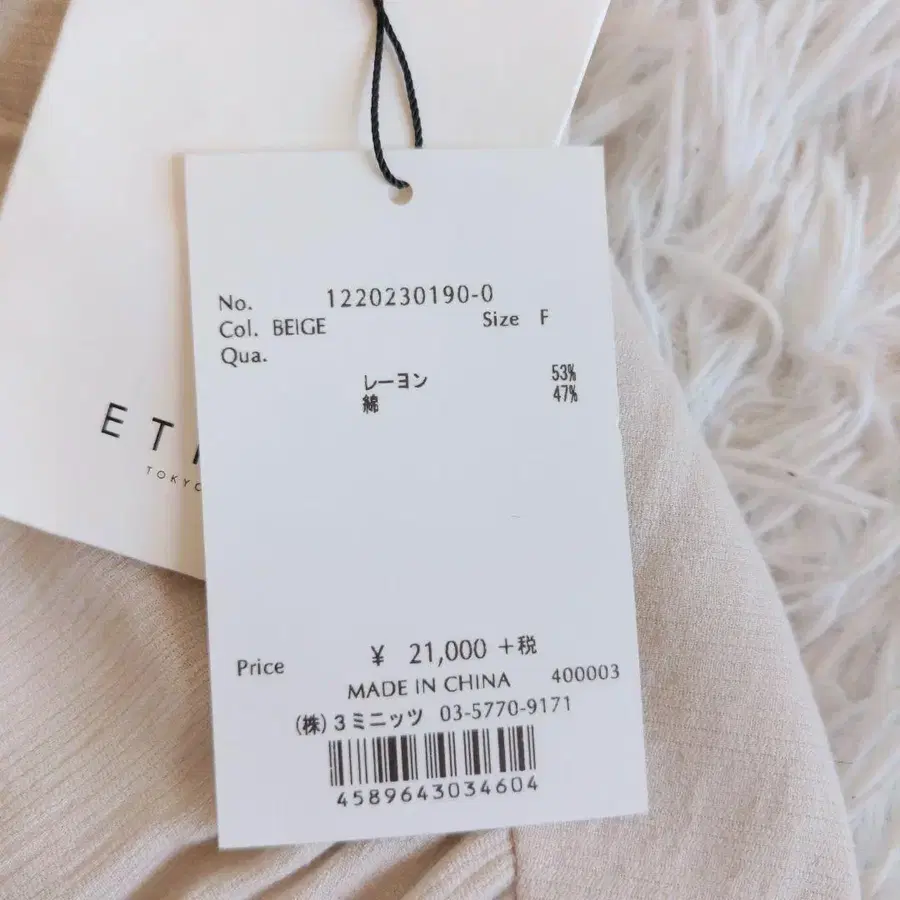 No. 1220230190-0
Col. BEIGE Size F
Qua.
レーヨン 53%
綿 47%
Price ¥ 21,000 +税
MADE IN CHINA 400003
(株)3ミニッツ 03-5770-9171
4589643034604
TOKYO